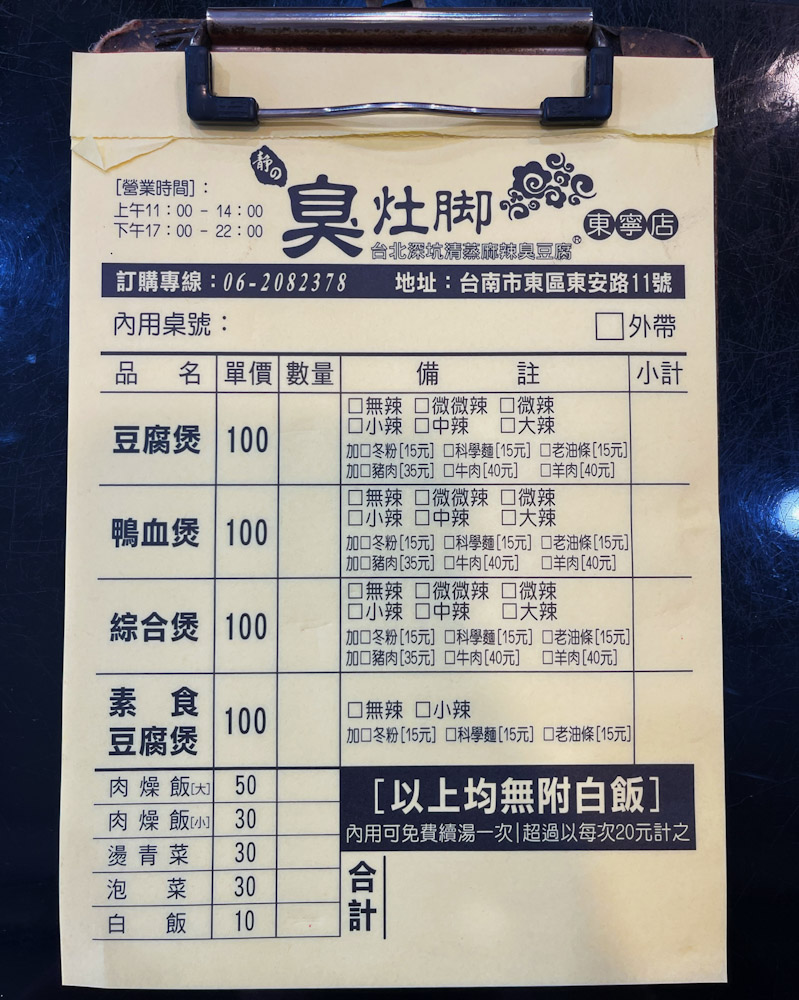 [營業時間]：
上午11：00 - 14：00
下午17：00 - 22：00
靜の
臭灶腳
台北深坑清蒸麻辣臭豆腐®
東寧店
訂購專線：06-2082378 地址：台南市東區東安路11號
內用桌號： □外帶
品名 單價 數量 備註 小計
豆腐煲 100
□無辣 □微微辣 □微辣
□小辣 □中辣 □大辣
加□冬粉[15元] □科學麵[15元] □老油條[15元]
加□豬肉[35元] □牛肉[40元] □羊肉[40元]
鴨血煲 100
□無辣 □微微辣 □微辣
□小辣 □中辣 □大辣
加□冬粉[15元] □科學麵[15元] □老油條[15元]
加□豬肉[35元] □牛肉[40元] □羊肉[40元]
綜合煲 100
□無辣 □微微辣 □微辣
□小辣 □中辣 □大辣
加□冬粉[15元] □科學麵[15元] □老油條[15元]
加□豬肉[35元] □牛肉[40元] □羊肉[40元]
素食
豆腐煲 100
□無辣 □小辣
加□冬粉[15元] □科學麵[15元] □老油條[15元]
肉燥飯[大] 50
肉燥飯[小] 30
燙青菜 30
泡菜 30
白飯 10
[以上均無附白飯]
內用可免費續湯一次|超過以每次20元計之
合計